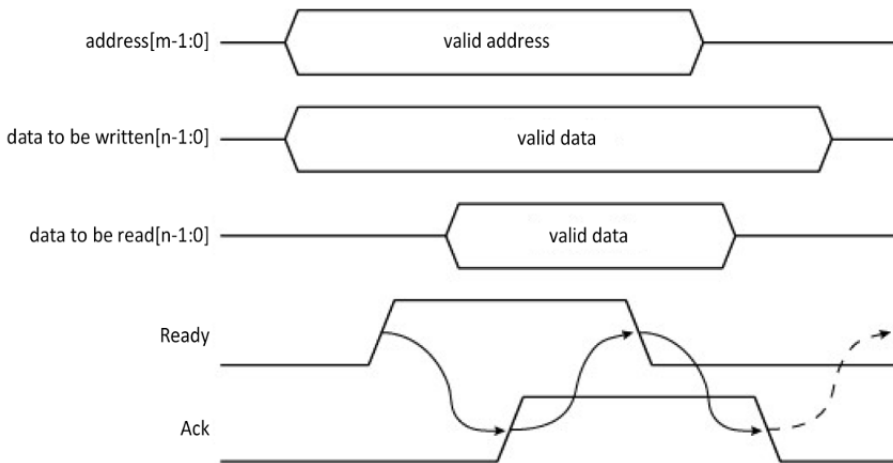 address[m-1:0]
valid address
data to be written[n-1:0]
valid data
data to be read[n-1:0]
valid data
Ready
Ack